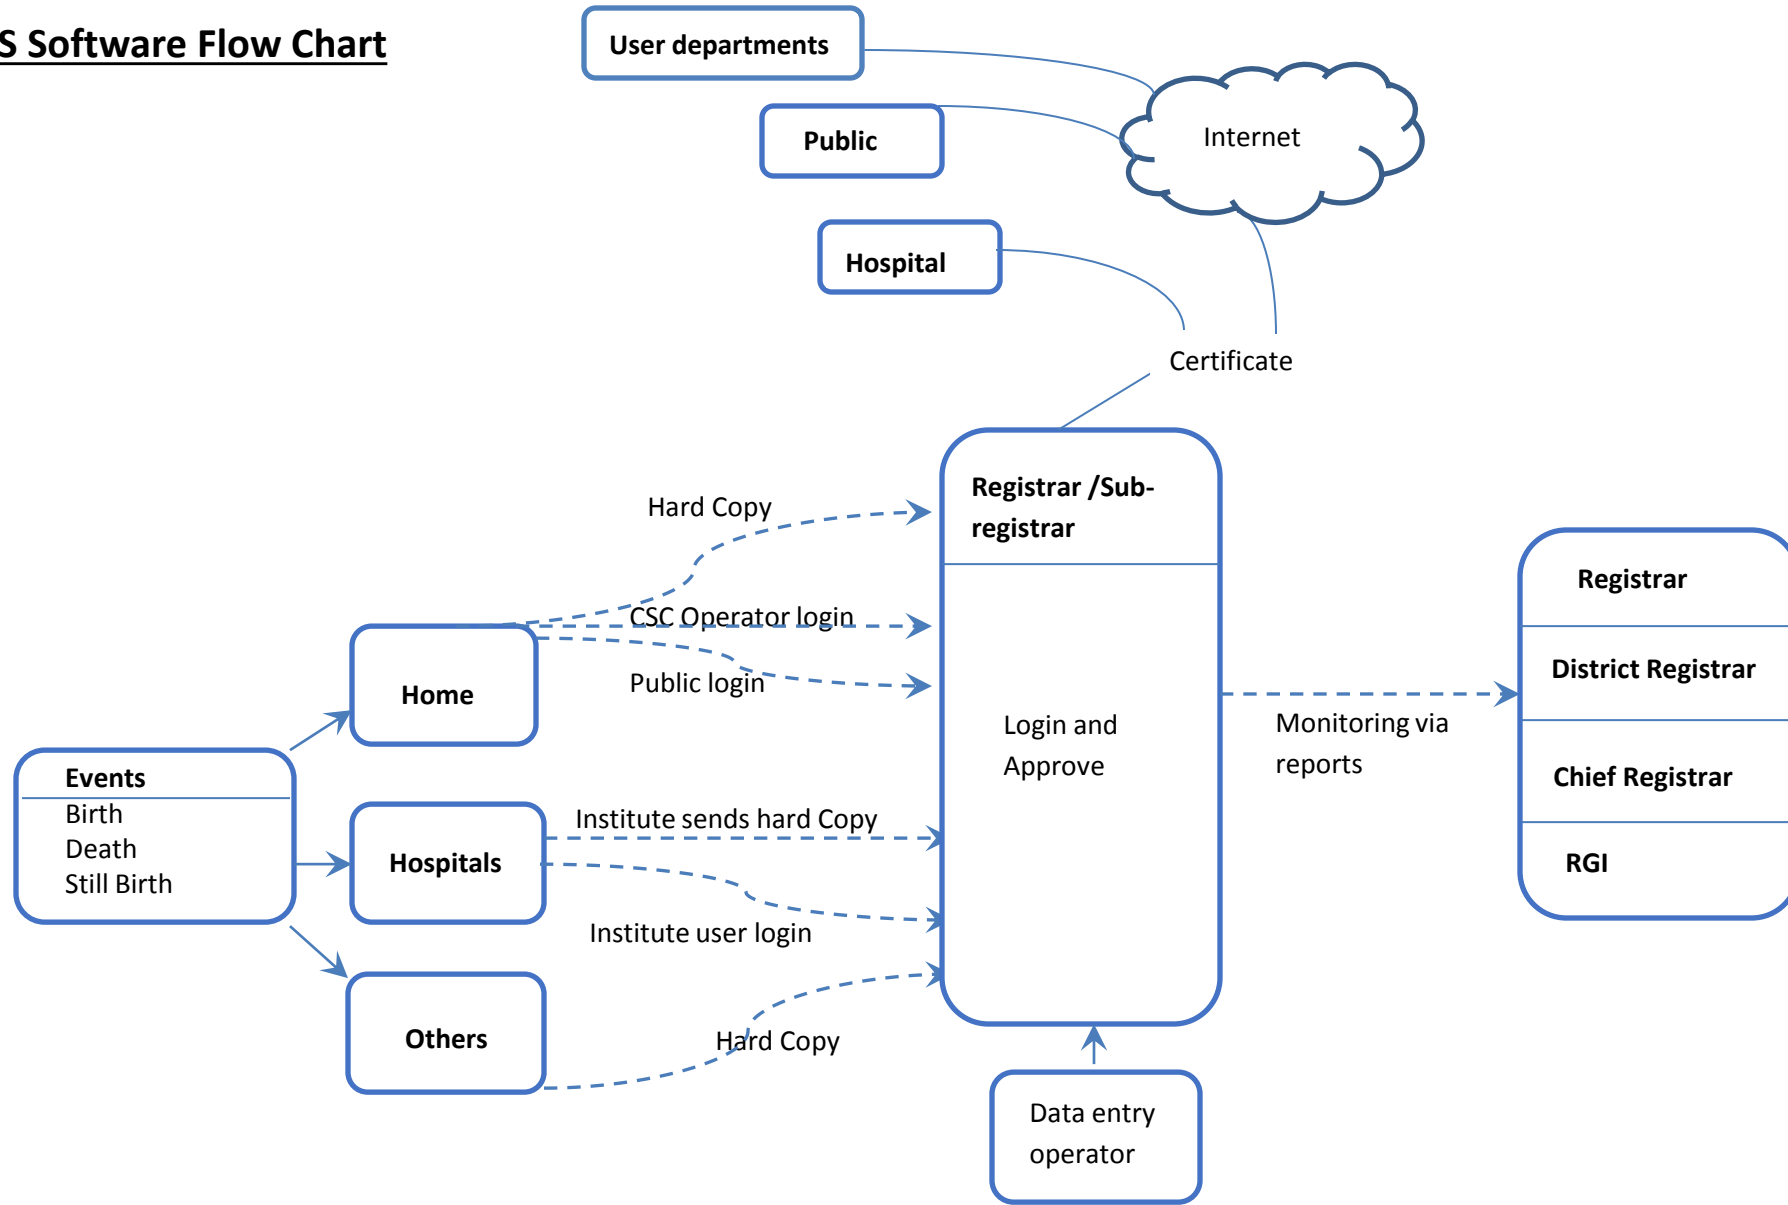 S Software Flow Chart
User departments
Public
Internet
Hospital
Certificate
Hard Copy
Registrar /Sub-
registrar
CSC Operator login
Public login
Home
Login and
Approve
Monitoring via
reports
Registrar
District Registrar
Chief Registrar
RGI
Events
Birth
Death
Still Birth
Institute sends hard Copy
Hospitals
Institute user login
Others
Hard Copy
Data entry
operator